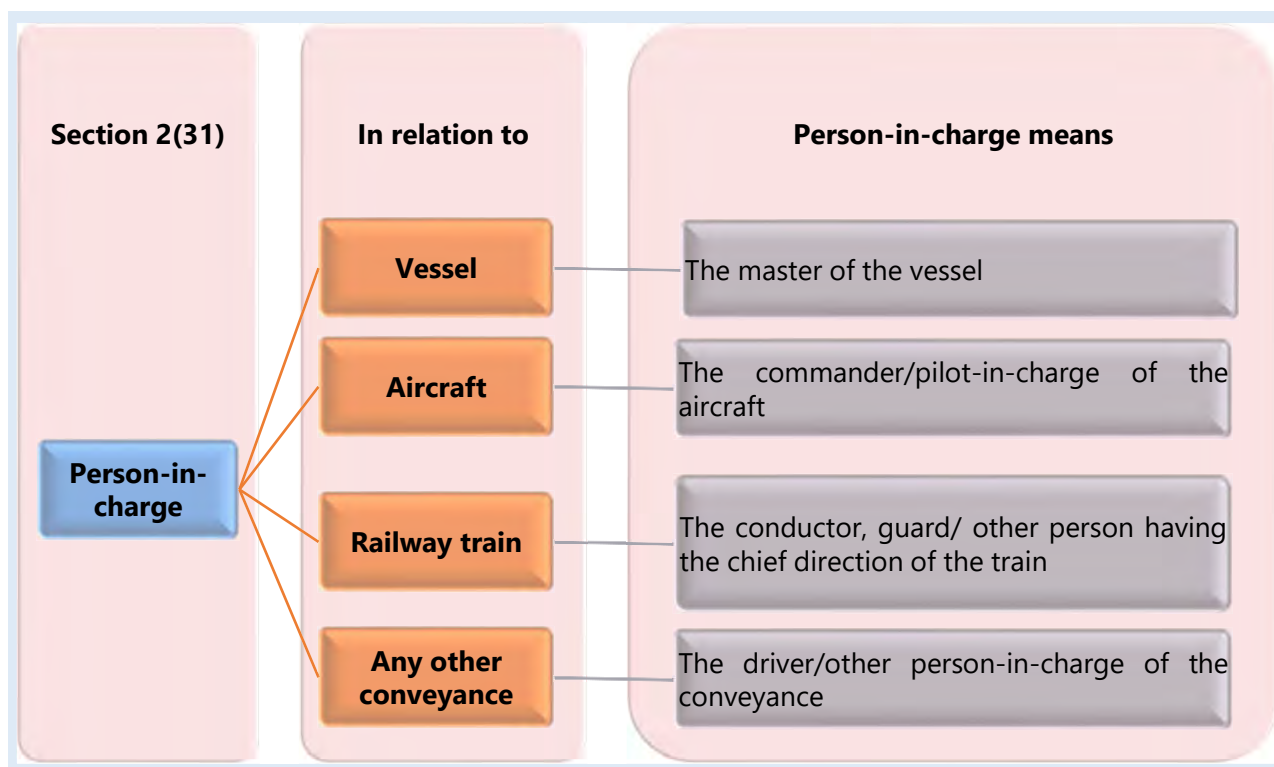 Section 2(31)
In relation to
Person-in-charge means
Person-in-
charge
Vessel
The master of the vessel
Aircraft
The commander/pilot-in-charge of the
aircraft
Railway train
The conductor, guard/ other person having
the chief direction of the train
Any other
conveyance
The driver/other person-in-charge of the
conveyance